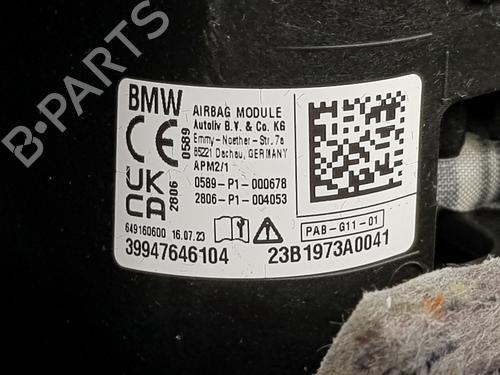 BMW
AIRBAG MODULE
Autoliv B.V. & Co. KG
Emmy-Noether-Str. 7a
85221 Dachau, GERMANY
APM2/1
CE 0589
0589-P1-000678
UK
CA 2806
2806-P1-004053
PAB-G11-01
649160600 16.07.23
39947646104
23B1973A0041
B-PARTS